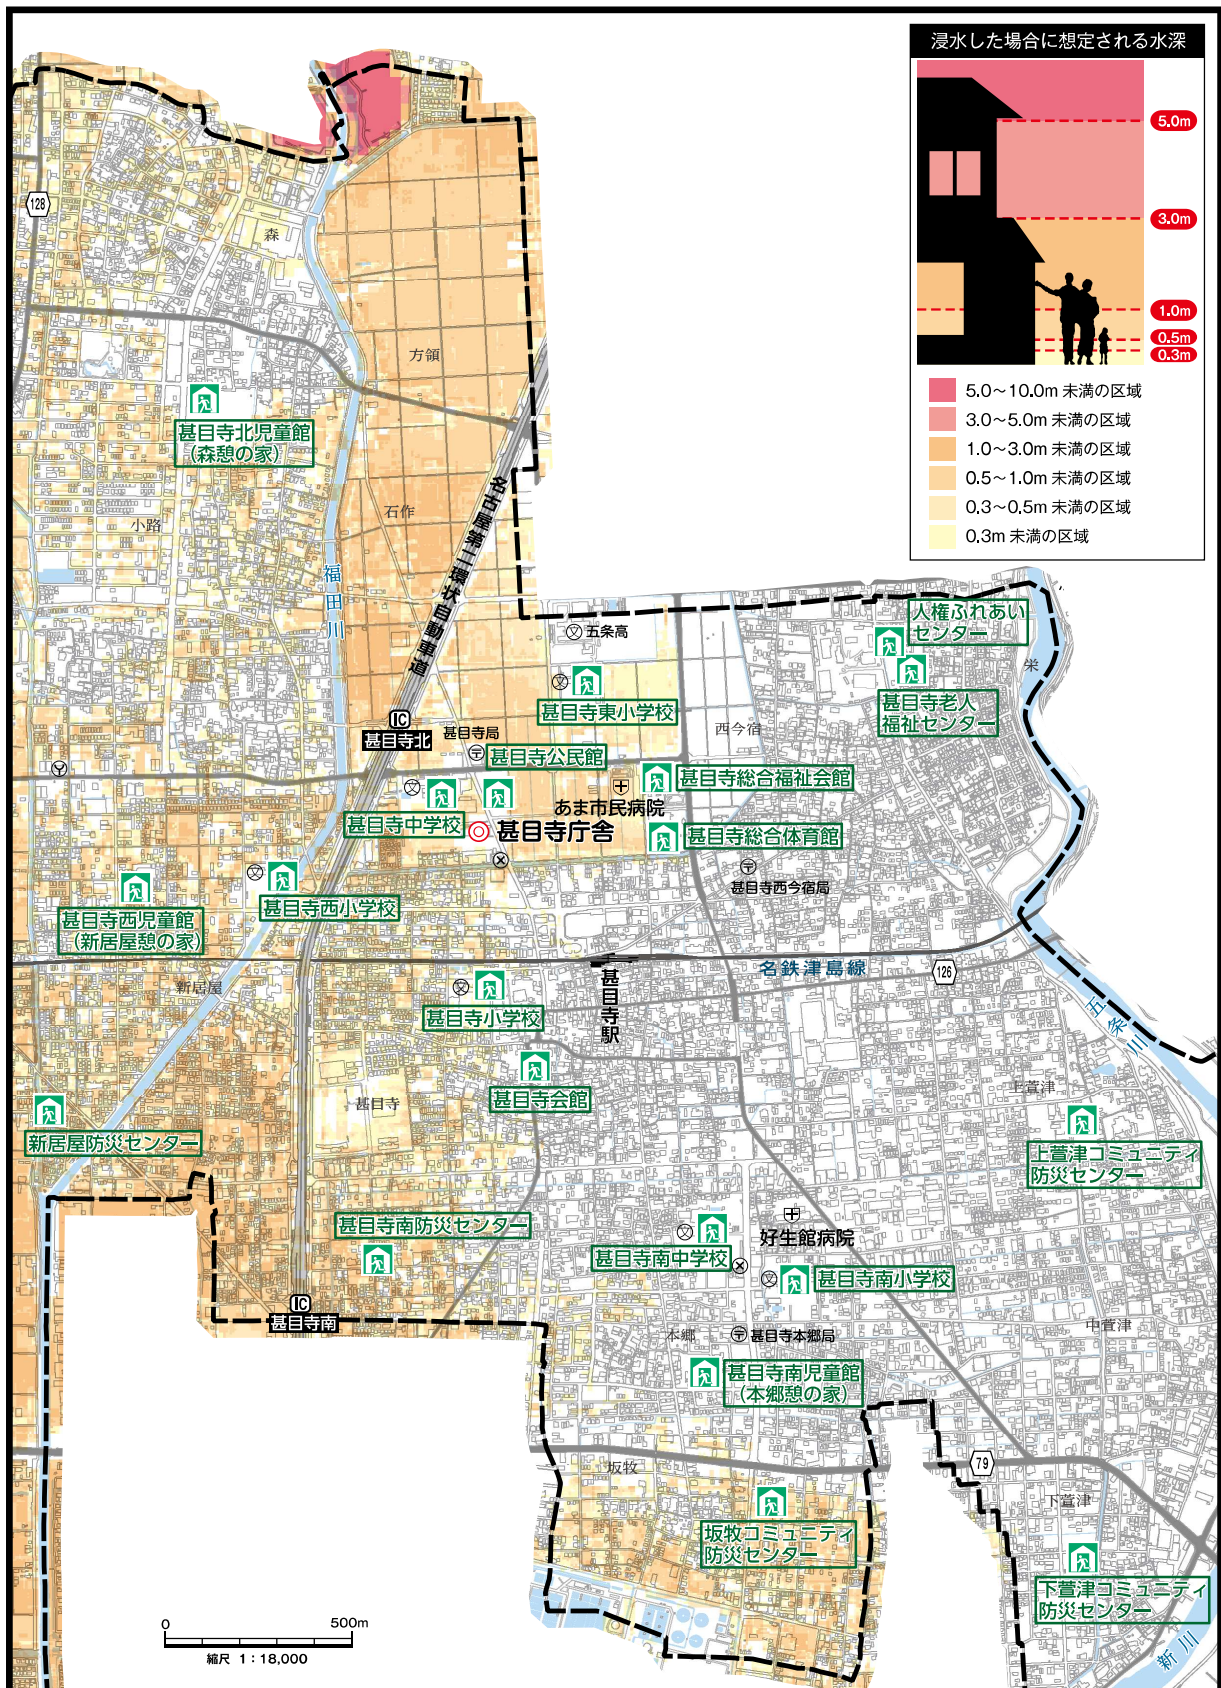 浸水した場合に想定される水深
5.0m
3.0m
1.0m
0.5m
0.3m
5.0～10.0m 未満の区域
3.0～5.0m 未満の区域
1.0～3.0m 未満の区域
0.5～1.0m 未満の区域
0.3～0.5m 未満の区域
0.3m 未満の区域
128
森
方領
甚目寺北児童館
(森憩の家)
小路
石作
名古屋第二環状自動車道
福田川
文
五条高
人権ふれあい
センター
栄
文
甚目寺東小学校
甚目寺老人
福祉センター
西今宿
IC
甚目寺北
甚目寺局
甚目寺公民館
甚目寺総合福祉会館
あま市民病院
文
甚目寺中学校
甚目寺庁舎
甚目寺総合体育館
甚目寺西今宿局
文
甚目寺西小学校
甚目寺西児童館
(新居屋憩の家)
名鉄津島線
126
新居屋
文
甚目寺小学校
甚目寺駅
五条川
甚目寺会館
甚目寺
上萱津
新居屋防災センター
上萱津コミュニティ
防災センター
甚目寺南防災センター
好生館病院
文
甚目寺南中学校
文
甚目寺南小学校
IC
甚目寺南
本郷
甚目寺本郷局
中萱津
甚目寺南児童館
(本郷憩の家)
坂牧
79
下萱津
坂牧コミュニティ
防災センター
下萱津コミュニティ
防災センター
新川
0
500m
縮尺 1：18,000